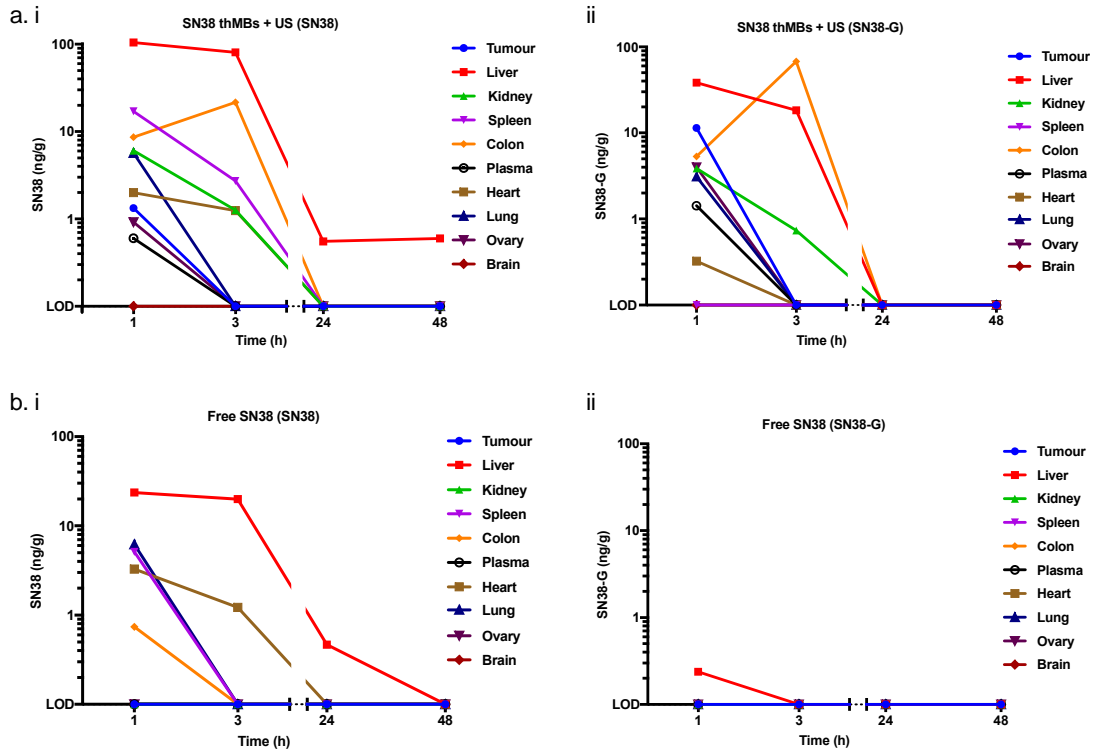 a. i
SN38 thMBs + US (SN38)
100
10
1
LOD
SN38 (ng/g)
1
3
24
48
Time (h)
Tumour
Liver
Kidney
Spleen
Colon
Plasma
Heart
Lung
Ovary
Brain
ii
SN38 thMBs + US (SN38-G)
100
10
1
LOD
SN38-G (ng/g)
1
3
24
48
Time (h)
Tumour
Liver
Kidney
Spleen
Colon
Plasma
Heart
Lung
Ovary
Brain
b. i
Free SN38 (SN38)
100
10
1
LOD
SN38 (ng/g)
1
3
24
48
Time (h)
Tumour
Liver
Kidney
Spleen
Colon
Plasma
Heart
Lung
Ovary
Brain
ii
Free SN38 (SN38-G)
100
10
1
LOD
SN38-G (ng/g)
1
3
24
48
Time (h)
Tumour
Liver
Kidney
Spleen
Colon
Plasma
Heart
Lung
Ovary
Brain